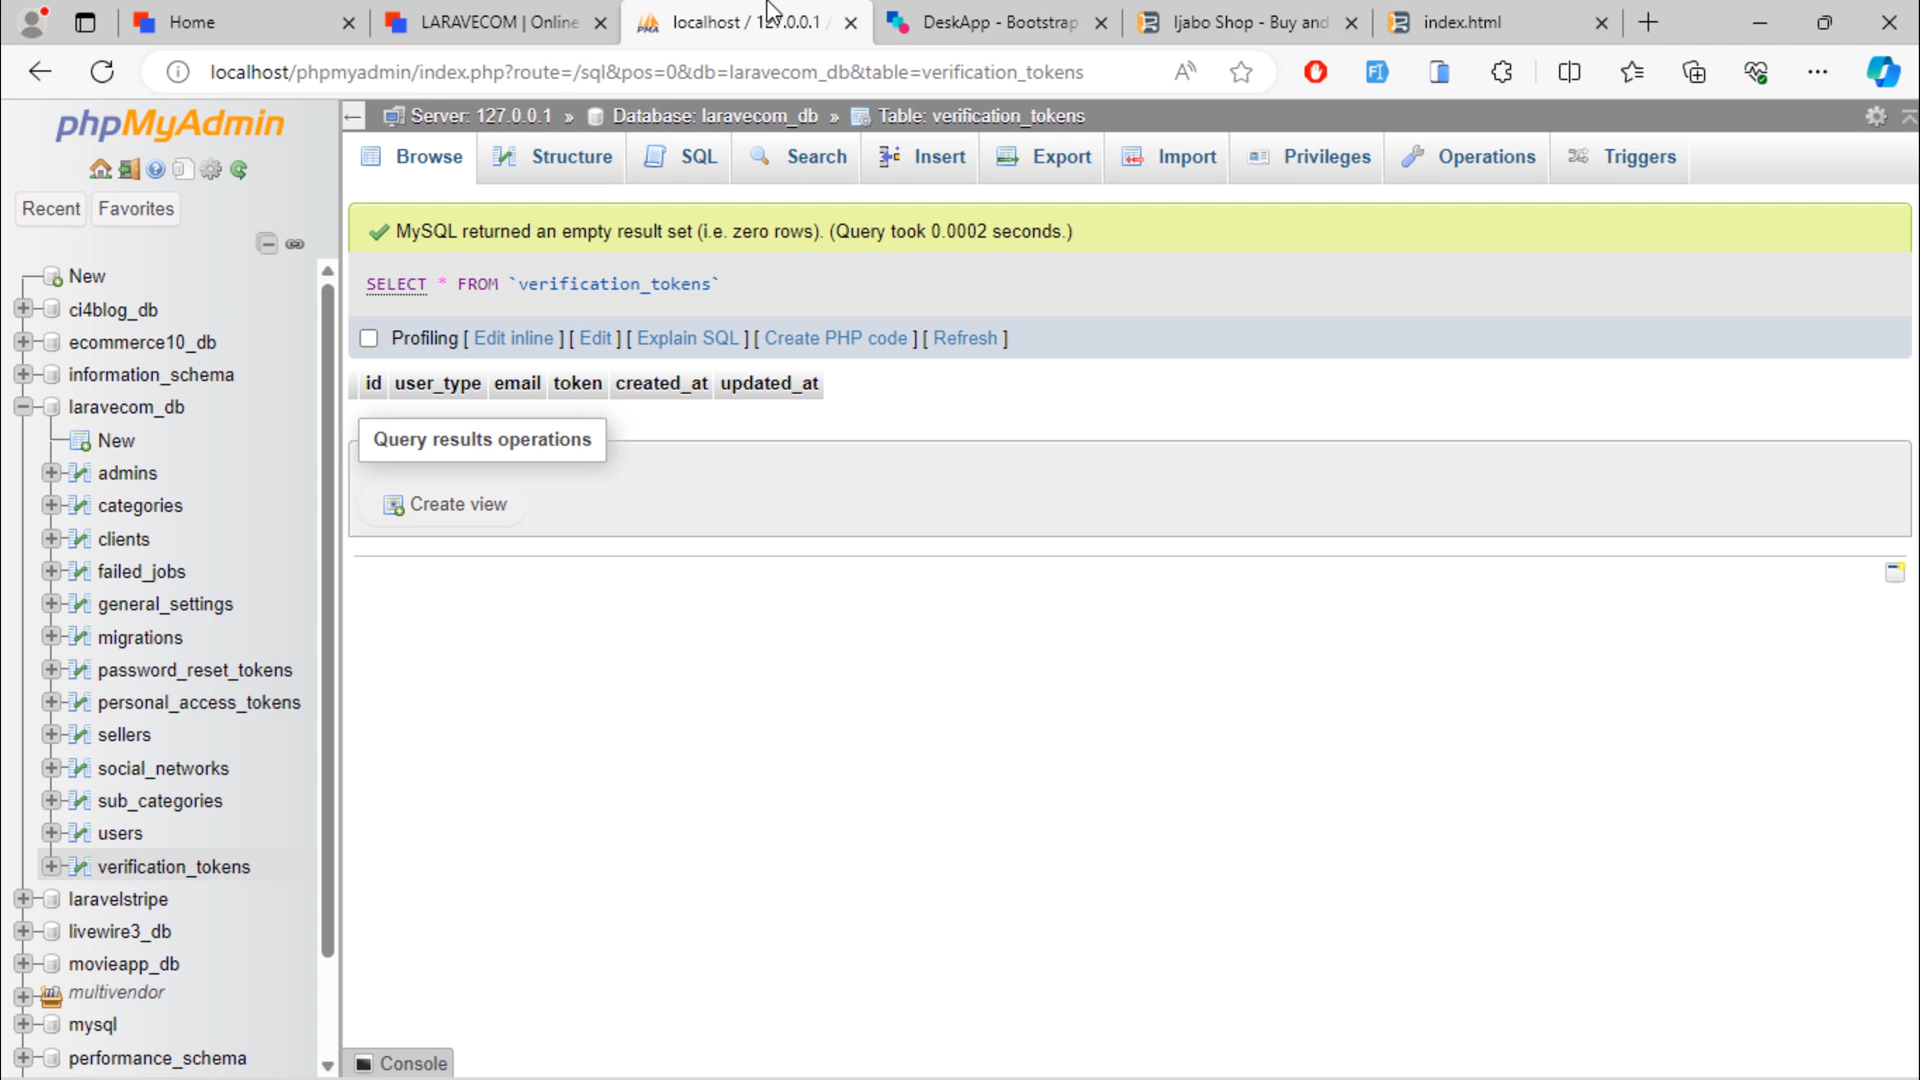 Home
LARAVECOM | Online
localhost / 127.0.0.1 /
DeskApp - Bootstrap
Ijabo Shop - Buy and
index.html
localhost/phpmyadmin/index.php?route=/sql&pos=0&db=laravecom_db&table=verification_tokens
phpMyAdmin
Server: 127.0.0.1 » Database: laravecom_db » Table: verification_tokens
Browse
Structure
SQL
Search
Insert
Export
Import
Privileges
Operations
Triggers
Recent
Favorites
New
ci4blog_db
ecommerce10_db
information_schema
laravecom_db
New
admins
categories
clients
failed_jobs
general_settings
migrations
password_reset_tokens
personal_access_tokens
sellers
social_networks
sub_categories
users
verification_tokens
laravelstripe
livewire3_db
movieapp_db
multivendor
mysql
performance_schema
MySQL returned an empty result set (i.e. zero rows). (Query took 0.0002 seconds.)
SELECT * FROM `verification_tokens`
Profiling [ Edit inline ] [ Edit ] [ Explain SQL ] [ Create PHP code ] [ Refresh ]
id user_type email token created_at updated_at
Query results operations
Create view
Console